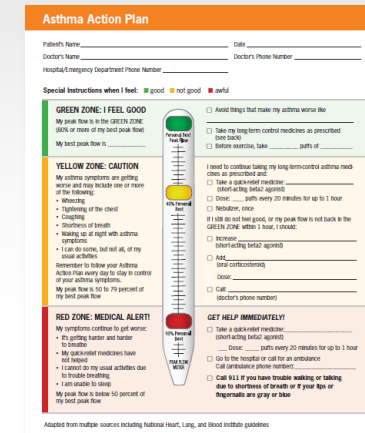 Asthma Action Plan
Patient's Name
Date
Doctor's Name
Doctor's Phone Number
Hospital/Emergency Department Phone Number
Special Instructions when I feel: good not good awful
GREEN ZONE: I FEEL GOOD
My peak flow is in the GREEN ZONE
(80% or more of my best peak flow)
My best peak flow is
Personal Best
Peak Flow
Avoid things that make my asthma worse like
Take my long-term control medicines as prescribed
(see back)
Before exercise, take puffs of
YELLOW ZONE: CAUTION
My asthma symptoms are getting
worse and may include one or more
of the following:
• Wheezing
• Tightening of the chest
• Coughing
• Shortness of breath
• Waking up at night with asthma
symptoms
• I can do some, but not all, of my
usual activities
Remember to follow your Asthma
Action Plan every day to stay in control
of your asthma symptoms.
My peak flow is 50 to 79 percent of
my best peak flow
Personal
Best
I need to continue taking my long-term control asthma medi-
cines as prescribed and:
Take a quick-relief medicine:
(short-acting beta2 agonist)
Dose: puffs every 20 minutes for up to 1 hour
Nebulizer, once
If I still do not feel good, or my peak flow is not back in the
GREEN ZONE within 1 hour, I should:
Increase
(short-acting beta2 agonist)
Add
(oral corticosteroid)
Dose:
Call
(doctor's phone number)
RED ZONE: MEDICAL ALERT!
My symptoms continue to get worse:
• It's getting harder and harder
to breathe
• My quick-relief medicines have
not helped
• I cannot do my usual activities due
to trouble breathing
• I am unable to sleep
My peak flow is below 50 percent of
my best peak flow
50% Personal
Best
PEAK FLOW
METER
GET HELP IMMEDIATELY!
Take a quick-relief medicine:
(short-acting beta2 agonist)
Dose: puffs every 20 minutes for up to 1 hour
Go to the hospital or call for an ambulance
Call (ambulance phone number):
Call 911 if you have trouble walking or talking
due to shortness of breath or if your lips or
fingernails are gray or blue
Adapted from multiple sources including National Heart, Lung, and Blood Institute guidelines